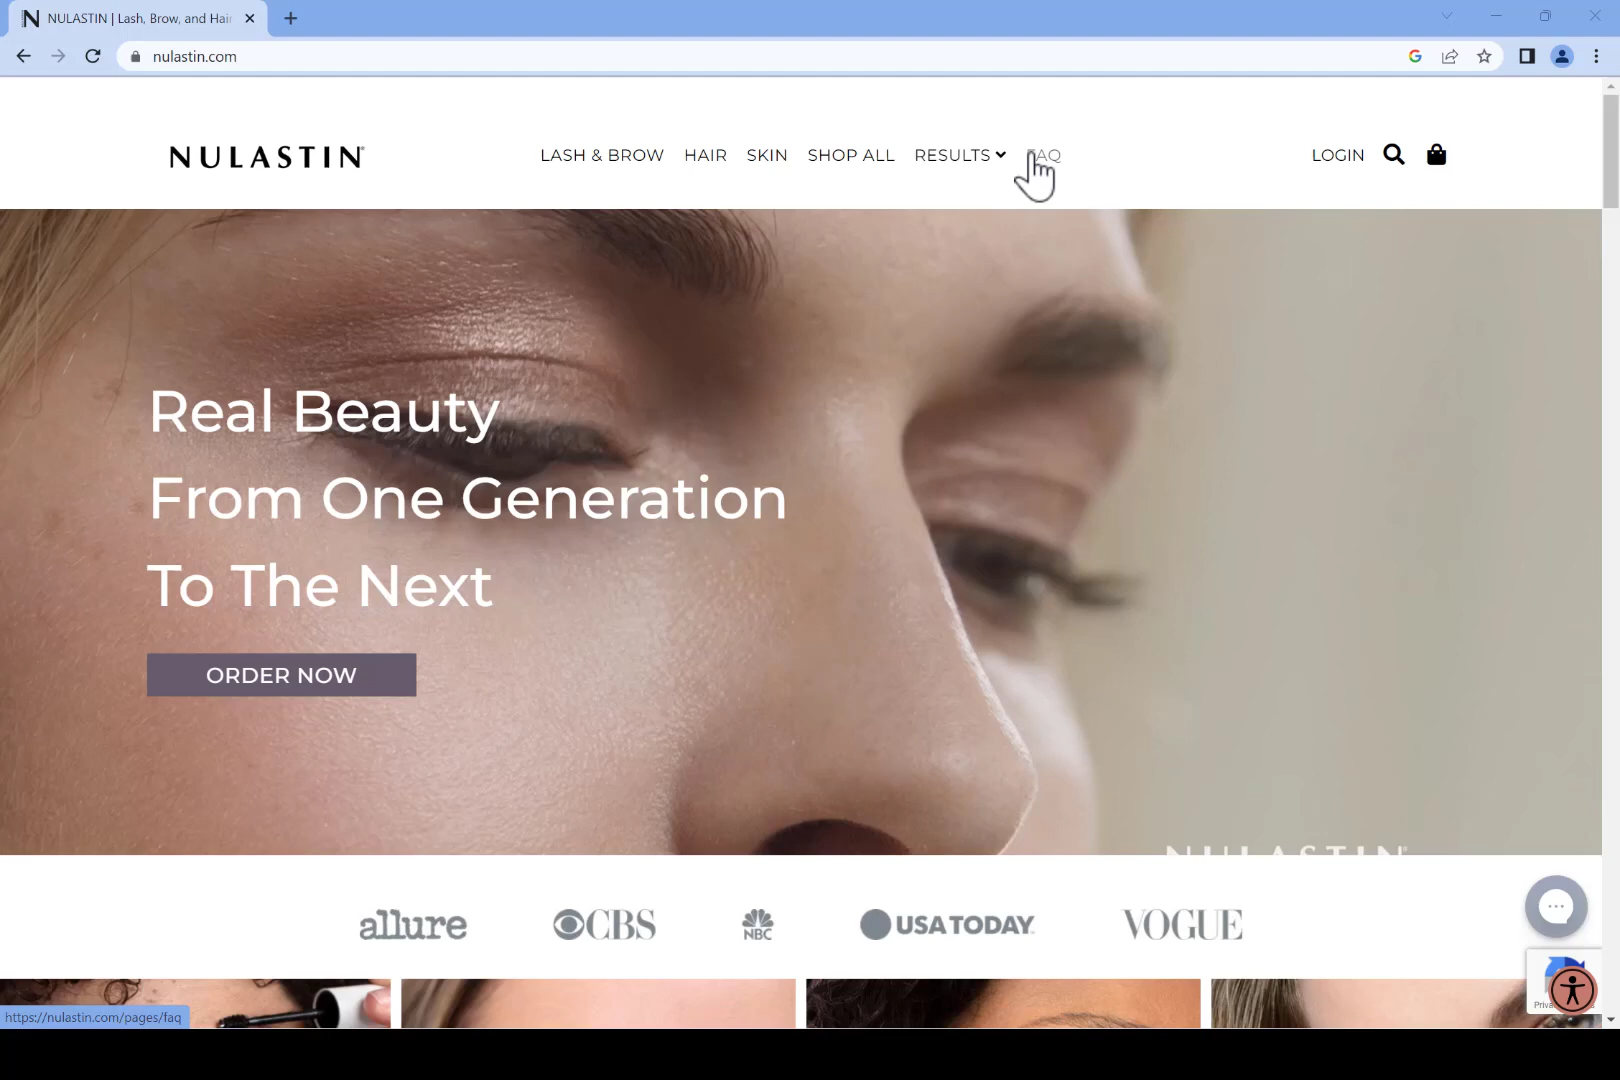 NULASTIN | Lash, Brow, and Hair
nulastin.com
NULASTIN
LASH & BROW
HAIR
SKIN
SHOP ALL
RESULTS
FAQ
LOGIN
Real Beauty
From One Generation
To The Next
ORDER NOW
NULASTIN
allure
CBS
NBC
USA TODAY
VOGUE
https://nulastin.com/pages/faq